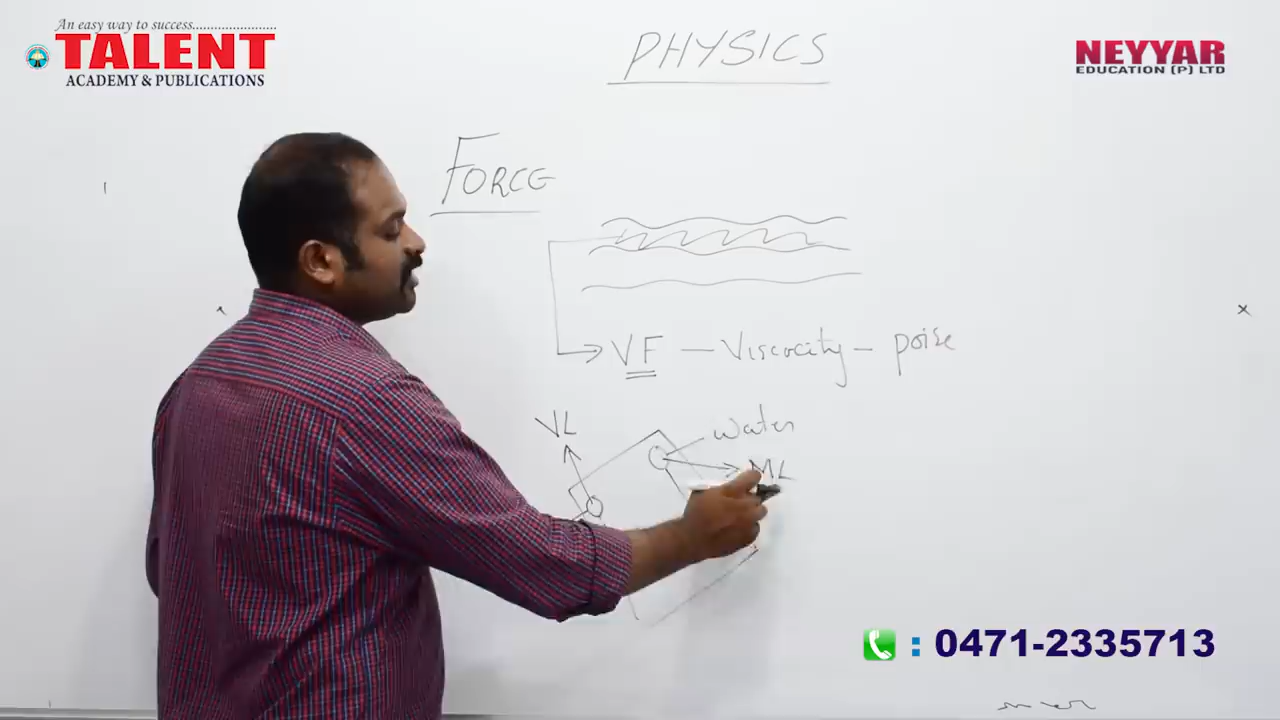 An easy way to success............................
TALENT
ACADEMY & PUBLICATIONS
NEYYAR
EDUCATION (P) LTD
PHYSICS
FORCE
VF — Viscocity — poise
VL
water
ML
: 0471-2335713